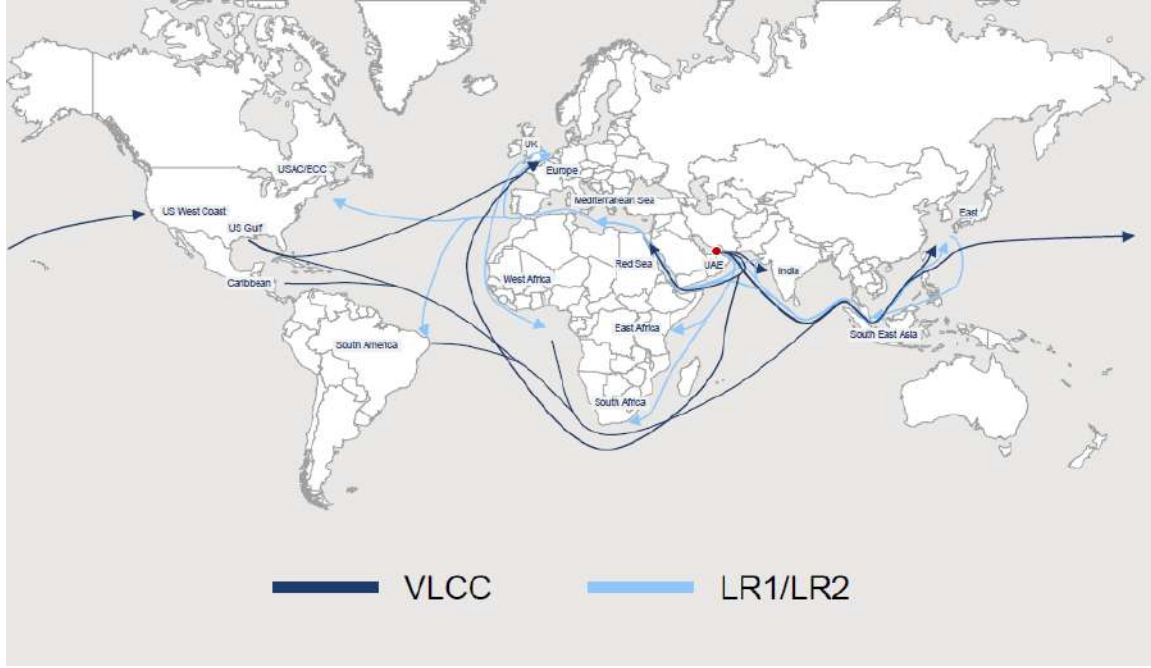 UK
USAC/ECC
Europe
Mediterranean Sea
US West Coast
East
US Gulf
Red Sea
UAE
India
Caribbean
West Africa
East Africa
South East Asia
South America
South Africa
VLCC
LR1/LR2